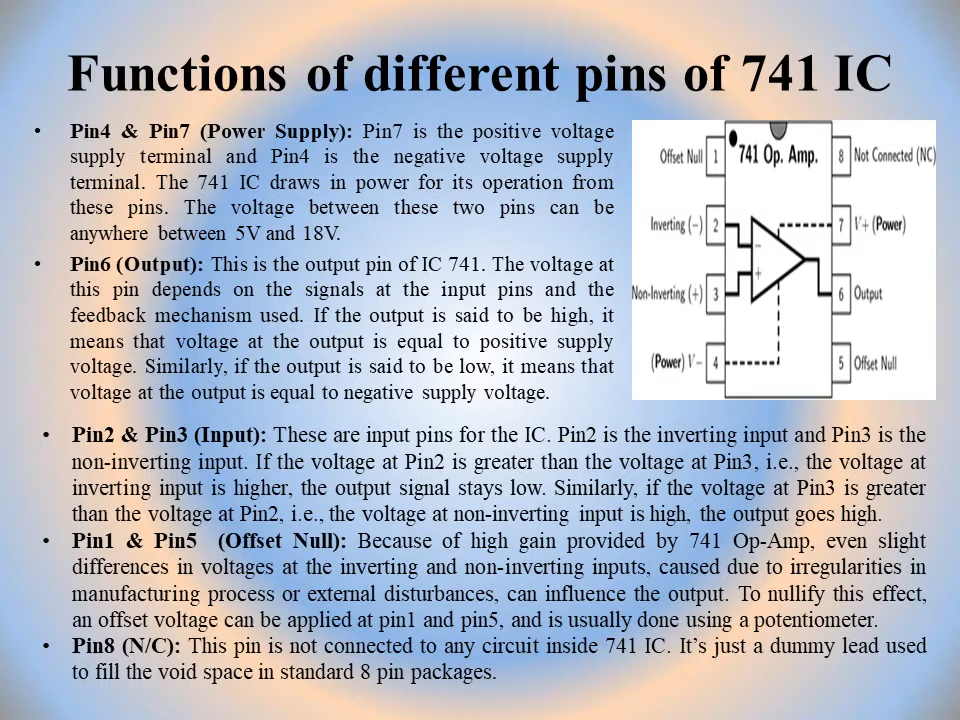 Functions of different pins of 741 IC
• Pin4 & Pin7 (Power Supply): Pin7 is the positive voltage
supply terminal and Pin4 is the negative voltage supply
terminal. The 741 IC draws in power for its operation from
these pins. The voltage between these two pins can be
anywhere between 5V and 18V.
• Pin6 (Output): This is the output pin of IC 741. The voltage at
this pin depends on the signals at the input pins and the
feedback mechanism used. If the output is said to be high, it
means that voltage at the output is equal to positive supply
voltage. Similarly, if the output is said to be low, it means that
voltage at the output is equal to negative supply voltage.
741 Op. Amp.
Offset Null 1
8 Not Connected (NC)
Inverting (-) 2
7 V+ (Power)
-
+
Non-Inverting (+) 3
6 Output
(Power) V- 4
5 Offset Null
• Pin2 & Pin3 (Input): These are input pins for the IC. Pin2 is the inverting input and Pin3 is the
non-inverting input. If the voltage at Pin2 is greater than the voltage at Pin3, i.e., the voltage at
inverting input is higher, the output signal stays low. Similarly, if the voltage at Pin3 is greater
than the voltage at Pin2, i.e., the voltage at non-inverting input is high, the output goes high.
• Pin1 & Pin5 (Offset Null): Because of high gain provided by 741 Op-Amp, even slight
differences in voltages at the inverting and non-inverting inputs, caused due to irregularities in
manufacturing process or external disturbances, can influence the output. To nullify this effect,
an offset voltage can be applied at pin1 and pin5, and is usually done using a potentiometer.
• Pin8 (N/C): This pin is not connected to any circuit inside 741 IC. It’s just a dummy lead used
to fill the void space in standard 8 pin packages.